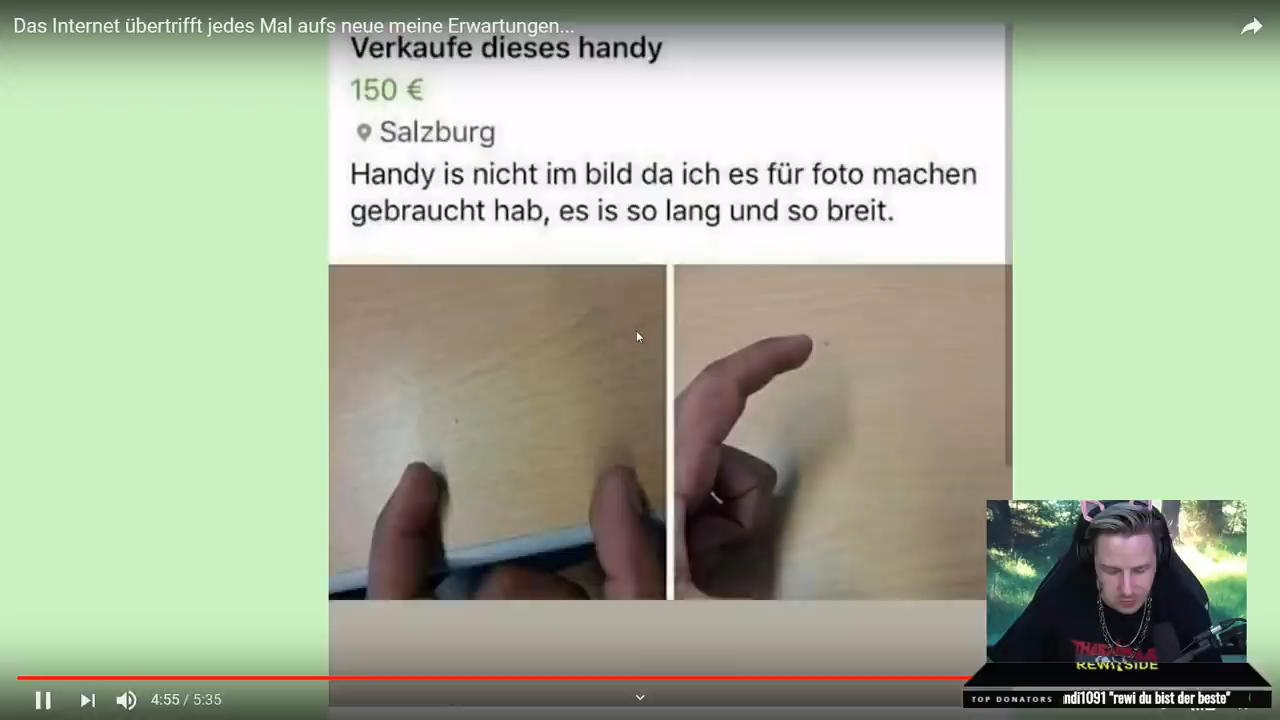 Das Internet übertrifft jedes Mal aufs neue meine Erwartungen...
Verkaufe dieses handy
150 €
Salzburg
Handy is nicht im bild da ich es für foto machen
gebraucht hab, es is so lang und so breit.
REWISIDE
4:55 / 5:35
TOP DONATORS
ndi1091 "rewi du bist der beste"